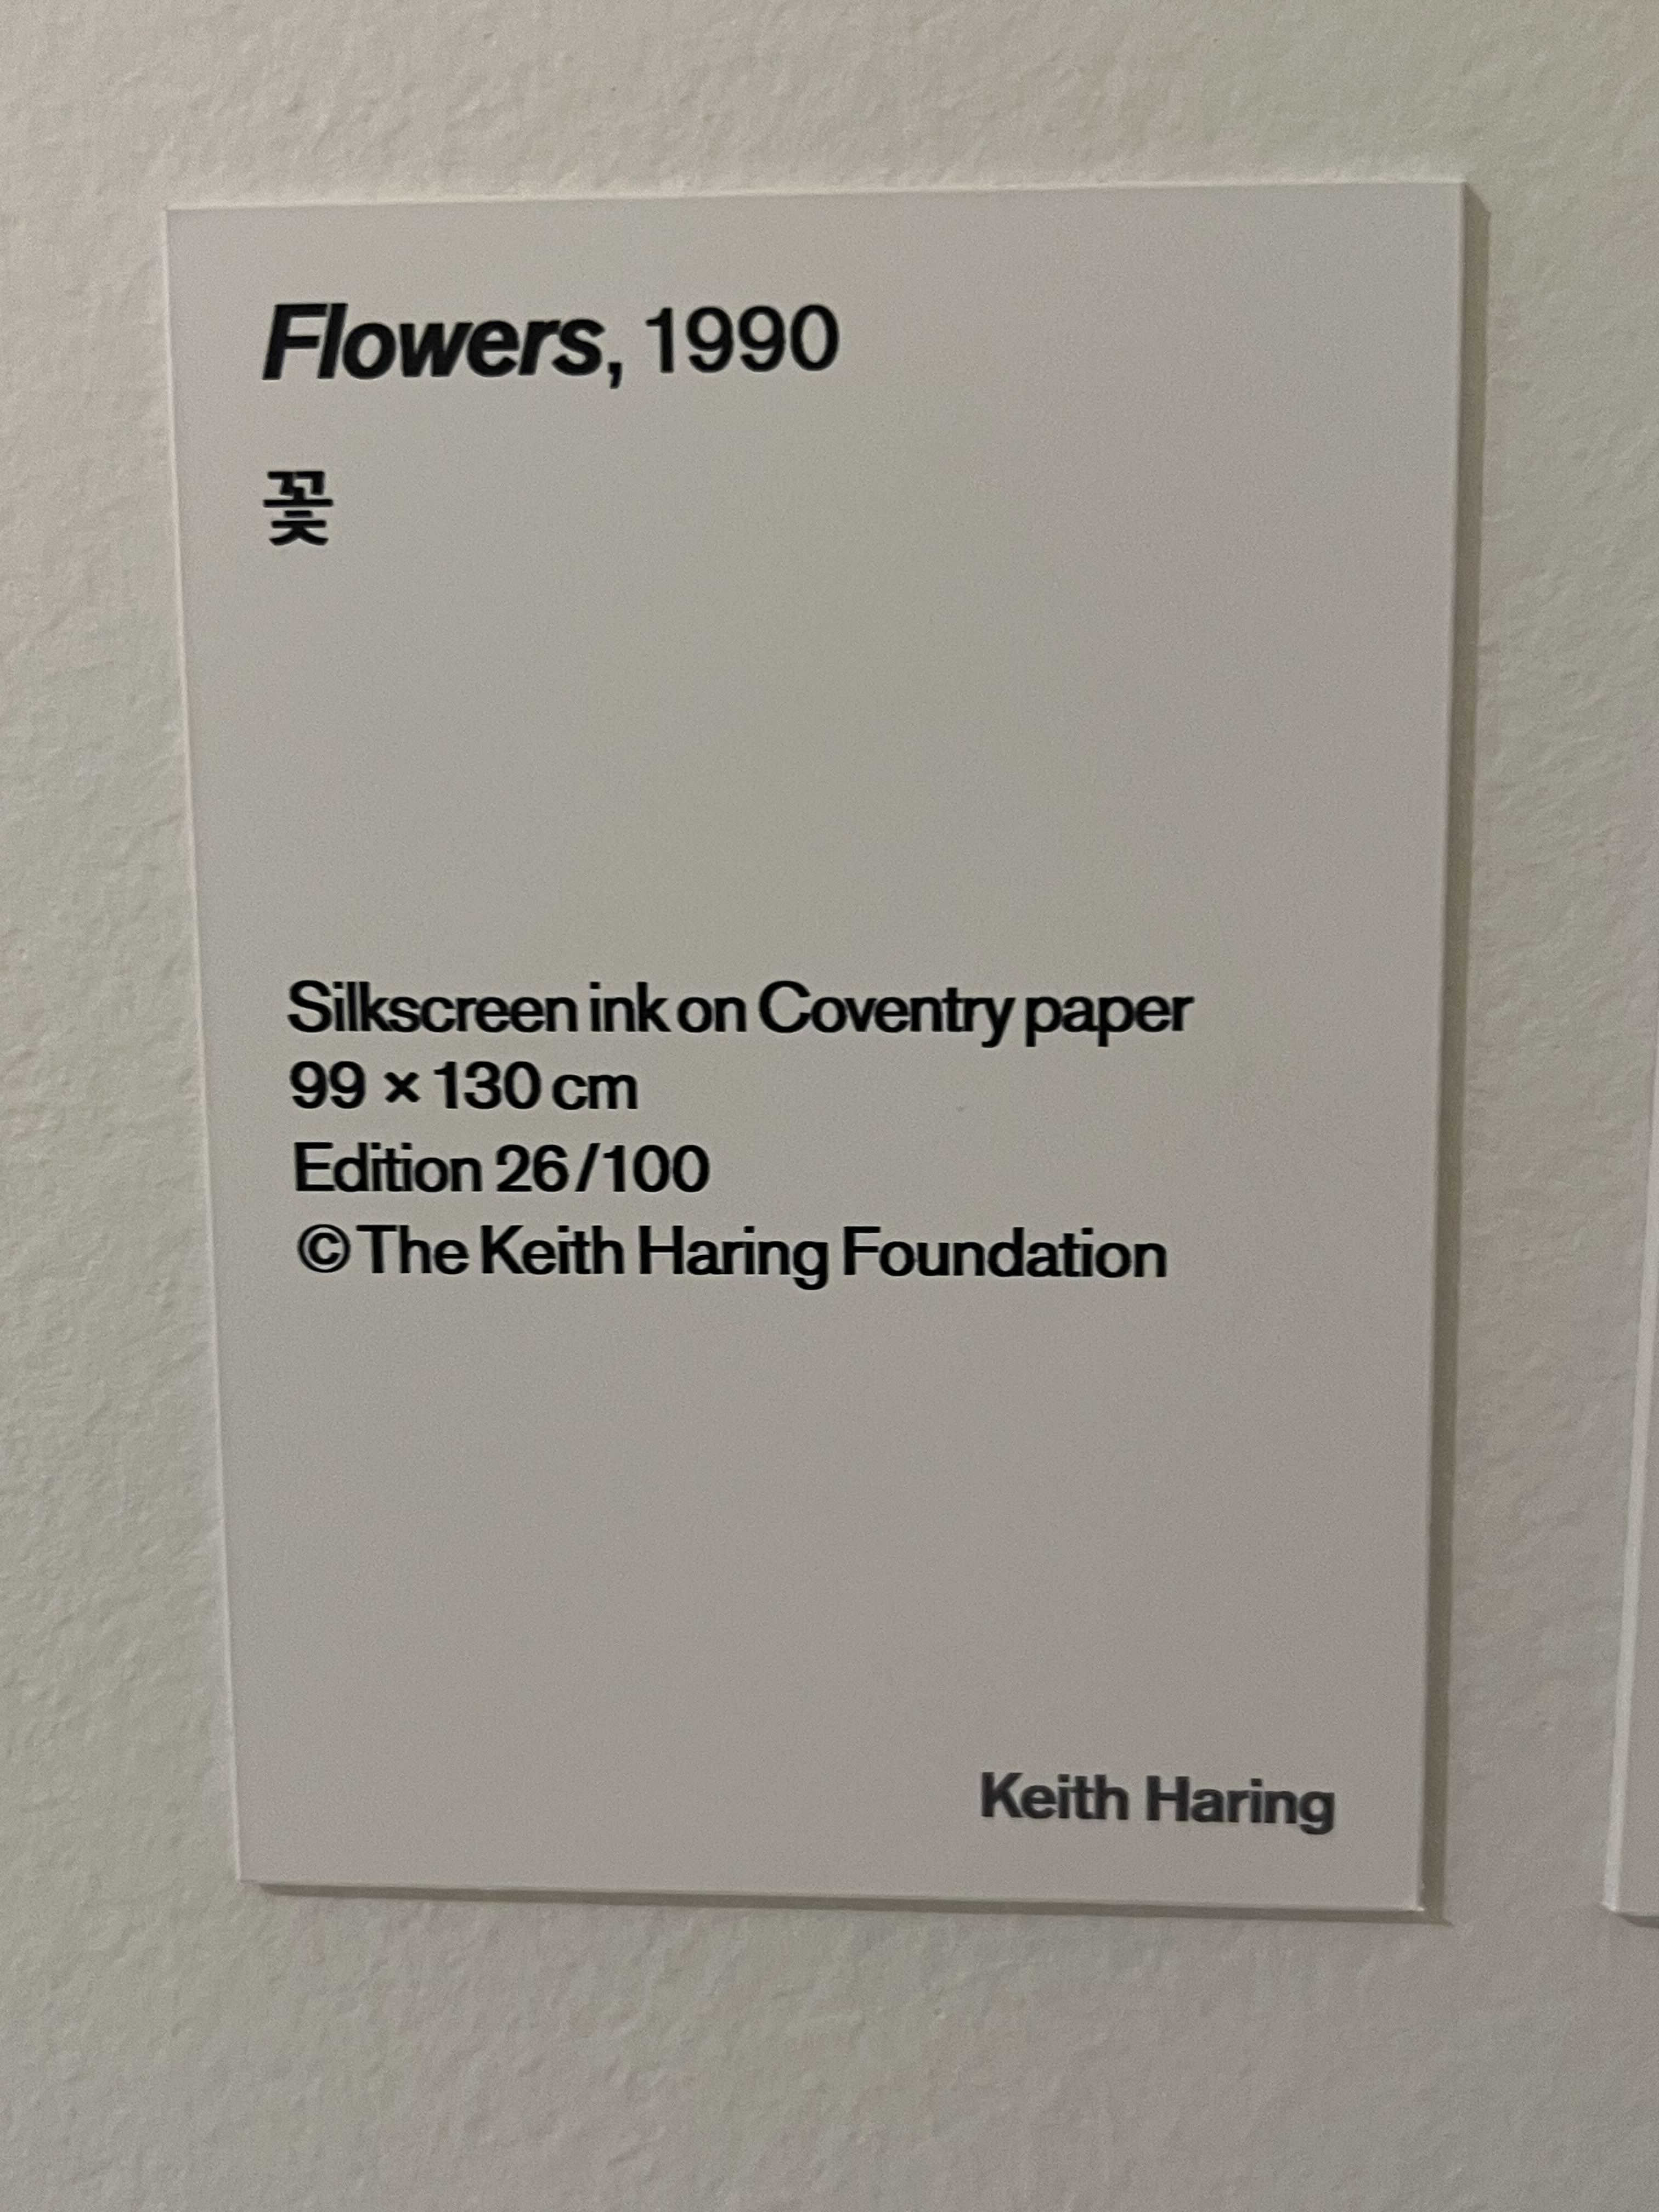 Flowers, 1990
꽃
Silkscreen ink on Coventry paper
99 × 130 cm
Edition 26/100
© The Keith Haring Foundation
Keith Haring